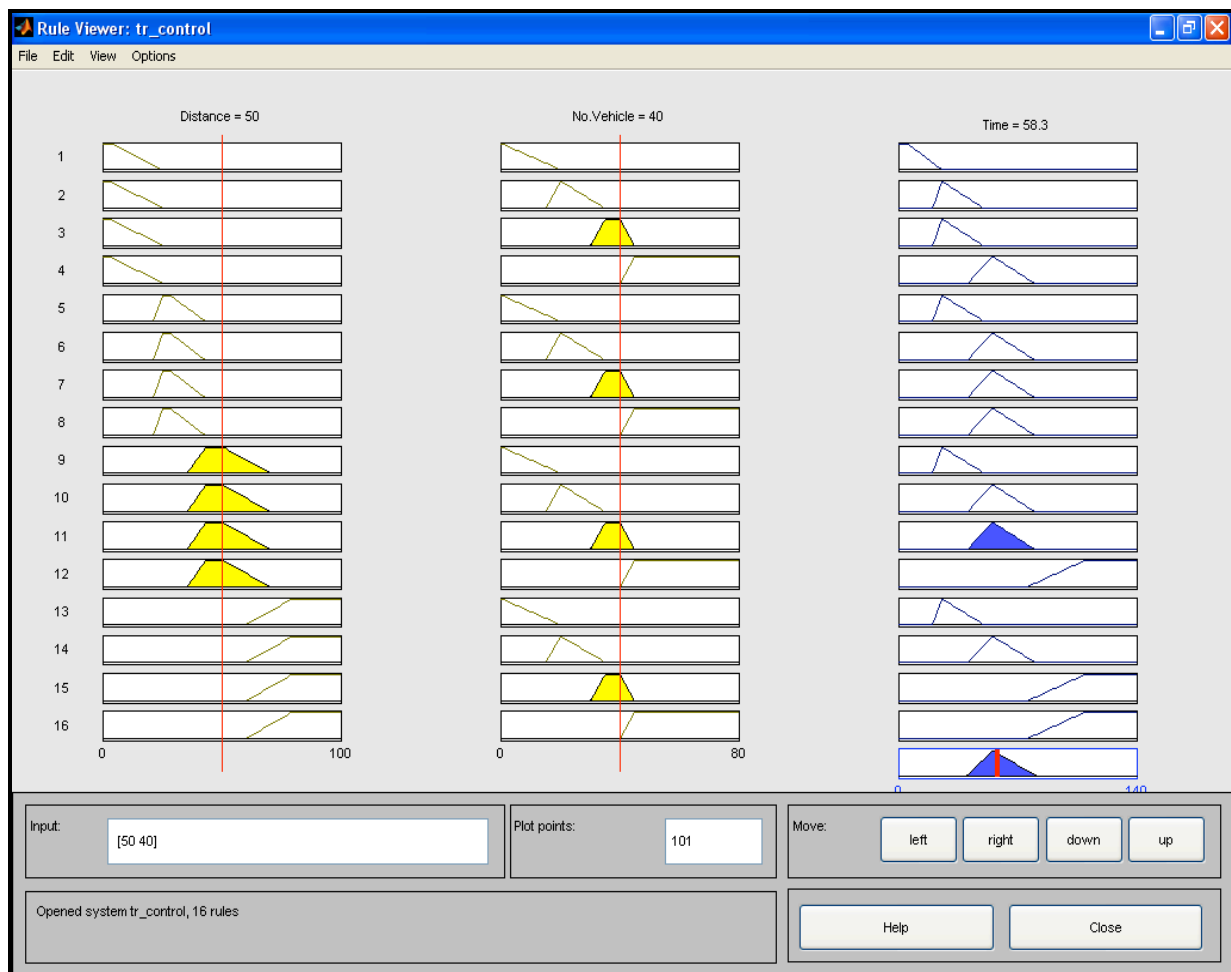 Rule Viewer: tr_control
File Edit View Options
Distance = 50 No.Vehicle = 40 Time = 58.3
1
2
3
4
5
6
7
8
9
10
11
12
13
14
15
16
0 100 0 80
0 140
Input: [50 40] Plot points: 101 Move: left right down up
Opened system tr_control, 16 rules
Help Close